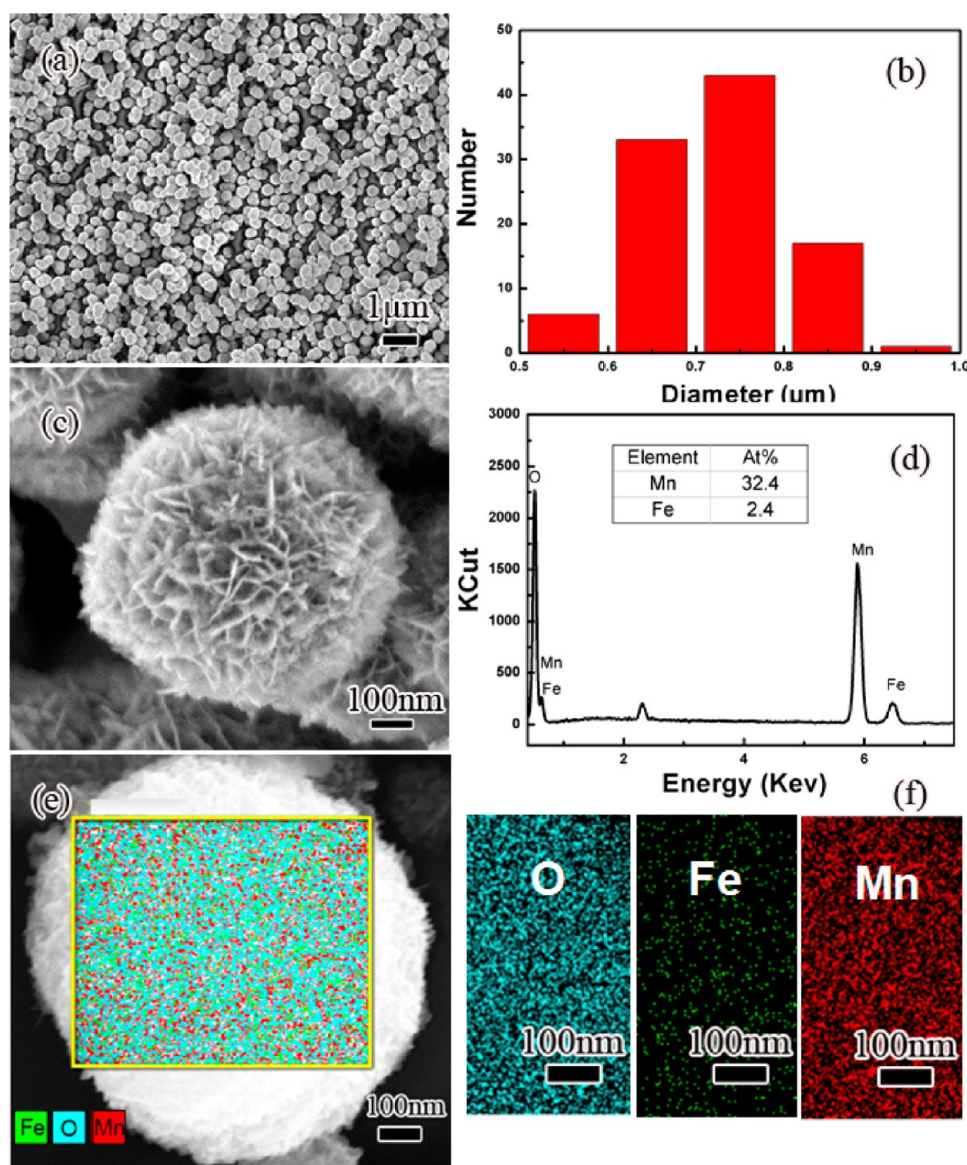 (a)
1μm
(b)
50
40
30
20
10
0
Number
0.5 0.6 0.7 0.8 0.9 1.0
Diameter (um)
(c)
100nm
(d)
3000
2500
2000
1500
1000
500
0
KCut
Element At%
Mn 32.4
Fe 2.4
O
Mn
Fe
Mn
Fe
2 4 6
Energy (Kev)
(e)
Fe O Mn
100nm
(f)
O Fe Mn
100nm 100nm 100nm